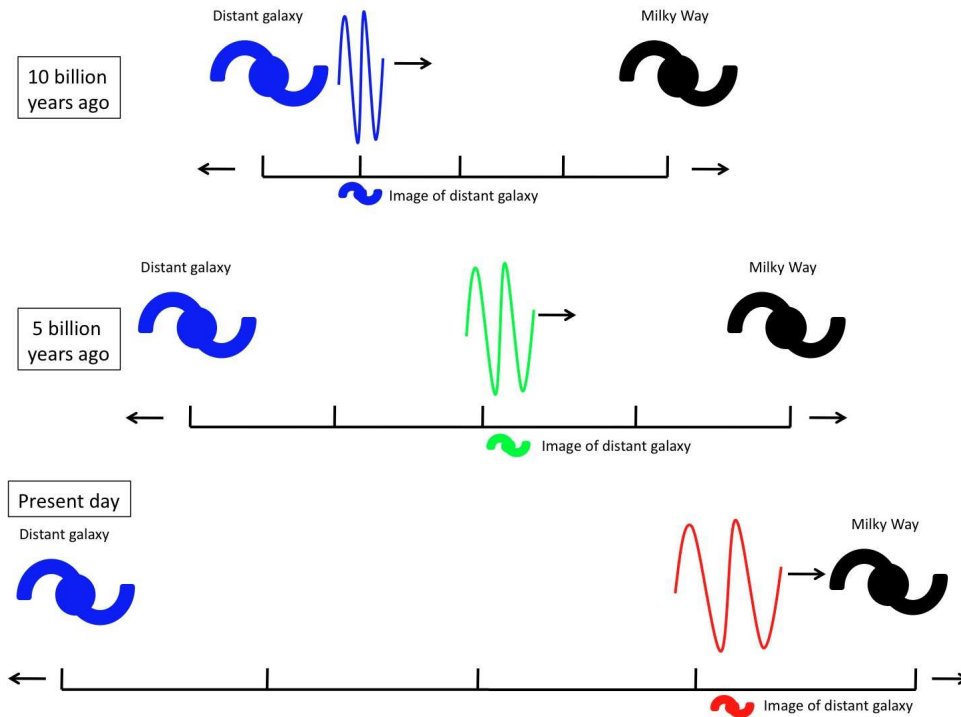 Distant galaxy
Milky Way
10 billion
years ago
Image of distant galaxy
Distant galaxy
Milky Way
5 billion
years ago
Image of distant galaxy
Present day
Distant galaxy
Milky Way
Image of distant galaxy